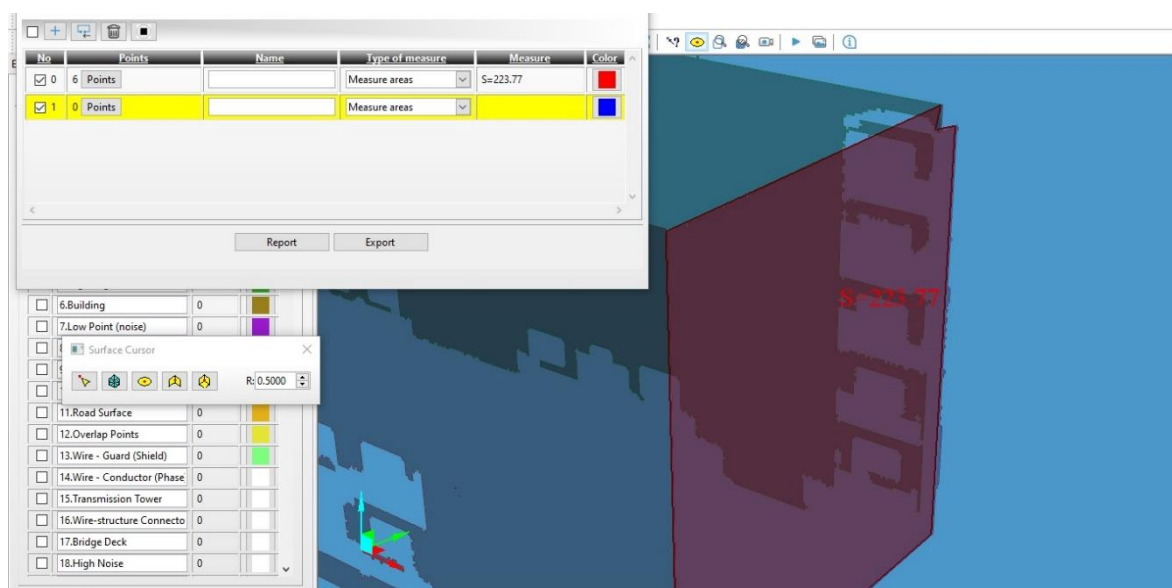 No Points Name Type of measure Measure Color
0 6 Points Measure areas S=223.77
1 0 Points Measure areas
Report Export
6.Building 0
7.Low Point (noise) 0
Surface Cursor
R: 0.5000
11.Road Surface 0
12.Overlap Points 0
13.Wire - Guard (Shield) 0
14.Wire - Conductor (Phase 0
15.Transmission Tower 0
16.Wire-structure Connecto 0
17.Bridge Deck 0
18.High Noise 0
S=223.77